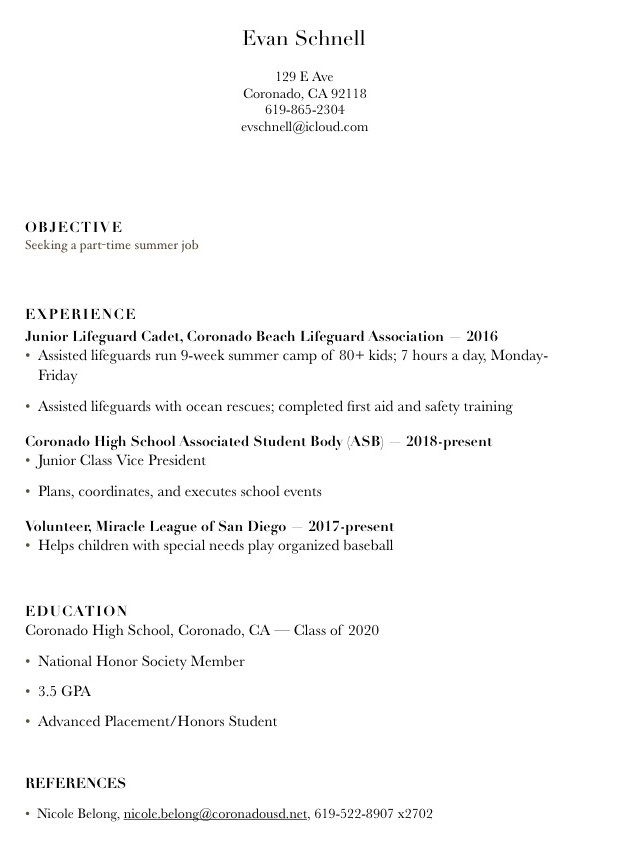 Evan Schnell
129 E Ave
Coronado, CA 92118
619-865-2304
evschnell@icloud.com
OBJECTIVE
Seeking a part-time summer job
EXPERIENCE
Junior Lifeguard Cadet, Coronado Beach Lifeguard Association — 2016
• Assisted lifeguards run 9-week summer camp of 80+ kids; 7 hours a day, Monday-
Friday
• Assisted lifeguards with ocean rescues; completed first aid and safety training
Coronado High School Associated Student Body (ASB) — 2018-present
• Junior Class Vice President
• Plans, coordinates, and executes school events
Volunteer, Miracle League of San Diego — 2017-present
• Helps children with special needs play organized baseball
EDUCATION
Coronado High School, Coronado, CA — Class of 2020
• National Honor Society Member
• 3.5 GPA
• Advanced Placement/Honors Student
REFERENCES
• Nicole Belong, nicole.belong@coronadousd.net, 619-522-8907 x2702